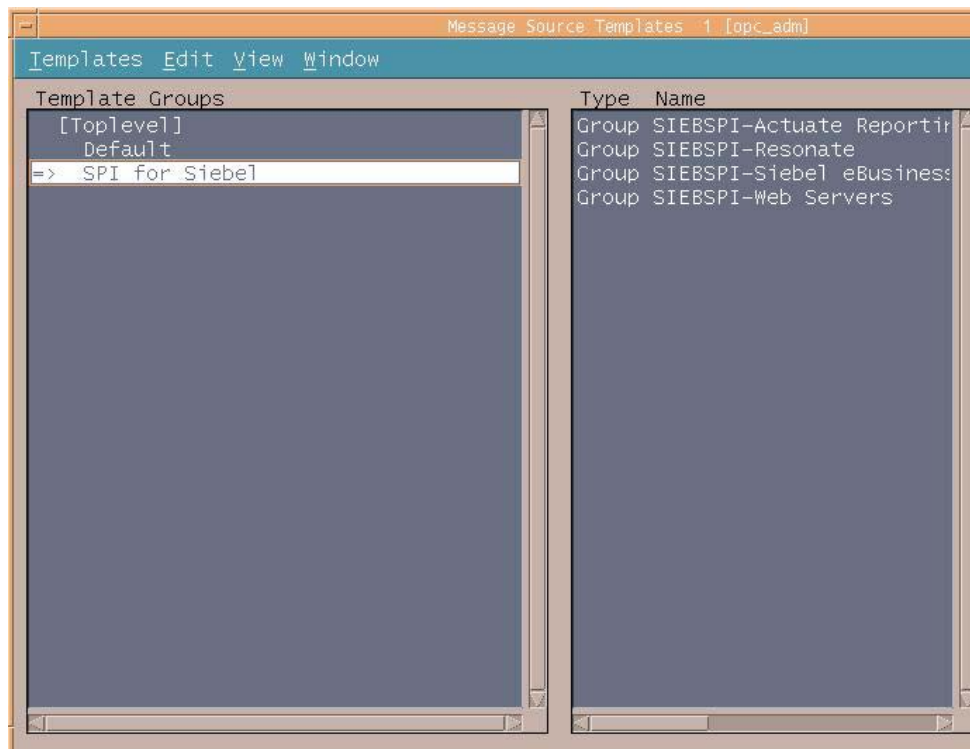 Message Source Templates 1 [opc_adm]
Templates Edit View Window
Template Groups
[Toplevel]
Default
=> SPI for Siebel
Type Name
Group SIEBSPI-Actuate
Group SIEBSPI-Resonate
Group SIEBSPI-Siebel eBusiness
Group SIEBSPI-Web Servers